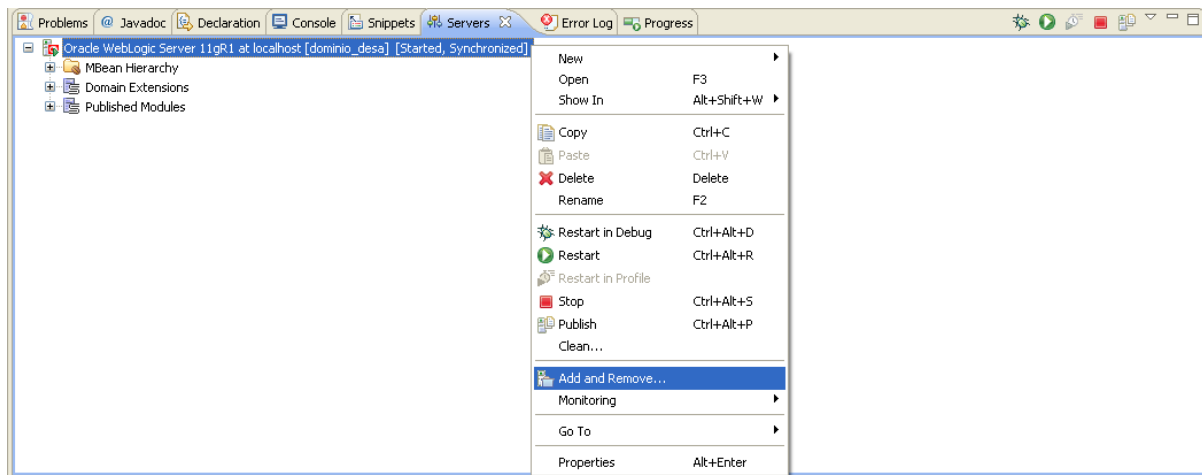 Problems @ Javadoc Declaration Console Snippets Servers Error Log Progress
Oracle WebLogic Server 11gR1 at localhost [dominio_desa] [Started, Synchronized]
MBean Hierarchy
Domain Extensions
Published Modules
New
Open F3
Show In Alt+Shift+W
Copy Ctrl+C
Paste Ctrl+V
Delete Delete
Rename F2
Restart in Debug Ctrl+Alt+D
Restart Ctrl+Alt+R
Restart in Profile
Stop Ctrl+Alt+S
Publish Ctrl+Alt+P
Clean...
Add and Remove...
Monitoring
Go To
Properties Alt+Enter